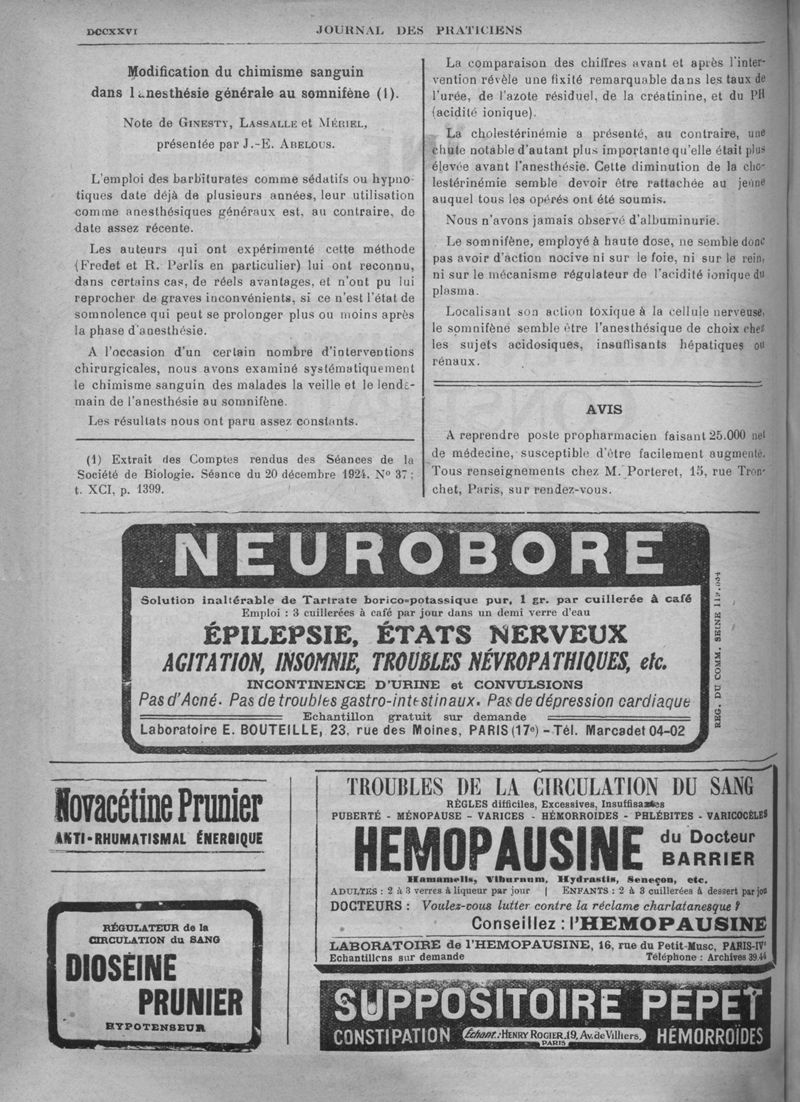 DCCXXVI
JOURNAL DES PRATICIENS
Modification du chimisme sanguin
dans l'anesthésie générale au somnifène (1).
Note de GINESTY, LASSALLE et MÉRIEL,
présentée par J.-E. ABELOUS.
L'emploi des barbiturates comme sédatifs ou hypno-
tiques date déjà de plusieurs années, leur utilisation
comme anesthésiques généraux est, au contraire, de
date assez récente.
Les auteurs qui ont expérimenté cette méthode
(Fredet et R. Perlis en particulier) lui ont reconnu,
dans certains cas, de réels avantages, et n'ont pu lui
reprocher de graves inconvénients, si ce n'est l'état de
somnolence qui peut se prolonger plus ou moins après
la phase d'anesthésie.
A l'occasion d'un certain nombre d'interventions
chirurgicales, nous avons examiné systématiquement
le chimisme sanguin des malades la veille et le lende-
main de l'anesthésie au somnifène.
Les résultats nous ont paru assez constants.
(1) Extrait des Comptes rendus des Séances de la
Société de Biologie. Séance du 20 décembre 1924. N° 37 ;
t. XCI, p. 1399.
La comparaison des chiffres avant et après l'inter-
vention révèle une fixité remarquable dans les taux de
l'urée, de l'azote résiduel, de la créatinine, et du PH
(acidité ionique).
La cholestérinémie a présenté, au contraire, une
chute notable d'autant plus importante qu'elle était plus
élevée avant l'anesthésie. Cette diminution de la cho-
lestérinémie semble devoir être rattachée au jeûne
auquel tous les opérés ont été soumis.
Nous n'avons jamais observé d'albuminurie.
Le somnifène, employé à haute dose, ne semble donc
pas avoir d'action nocive ni sur le foie, ni sur le rein,
ni sur le mécanisme régulateur de l'acidité ionique du
plasma.
Localisant son action toxique à la cellule nerveuse,
le somnifène semble être l'anesthésique de choix chez
les sujets acidosiques, insuffisants hépatiques ou
rénaux.
AVIS
A reprendre poste propharmacien faisant 25.000 net
de médecine, susceptible d'être facilement augmenté.
Tous renseignements chez M. Porteret, 15, rue Tron-
chet, Paris, sur rendez-vous.
NEUROBORE
Solution inaltérable de Tartrate borico-potassique pur, 1 gr. par cuillerée à café
Emploi : 3 cuillerées à café par jour dans un demi verre d'eau
ÉPILEPSIE, ÉTATS NERVEUX
AGITATION, INSOMNIE, TROUBLES NÉVROPATHIQUES, etc.
INCONTINENCE D'URINE et CONVULSIONS
Pas d'Acné. Pas de troubles gastro-intestinaux. Pas de dépression cardiaque
Echantillon gratuit sur demande
Laboratoire E. BOUTEILLE, 23, rue des Moines, PARIS (17e) - Tél. Marcadet 04-02
REG. DU COMM. SEINE
Novacétine Prunier
ANTI-RHUMATISMAL ÉNERGIQUE
RÉGULATEUR de la
CIRCULATION du SANG
DIOSÉINE
PRUNIER
HYPOTENSEUR
TROUBLES DE LA CIRCULATION DU SANG
RÈGLES difficiles, Excessives, Insuffisantes
PUBERTÉ - MÉNOPAUSE - VARICES - HÉMORROIDES - PHLÉBITES - VARICOCÈLES
HEMOPAUSINE du Docteur BARRIER
Hamamelis, Viburnum, Hydrastis, Seneçon, etc.
ADULTES : 2 à 3 verres à liqueur par jour | ENFANTS : 2 à 3 cuillerées à dessert par jour
DOCTEURS : Voulez-vous lutter contre la réclame charlatanesque ?
Conseillez : l'HEMOPAUSINE
LABORATOIRE de l'HEMOPAUSINE, 16, rue du Petit-Musc, PARIS-IVe
Echantillons sur demande Téléphone : Archives 39.44
SUPPOSITOIRE PEPET
CONSTIPATION Échant.: HENRY ROGIER, 19, Av. de Villiers, PARIS HÉMORROÏDES